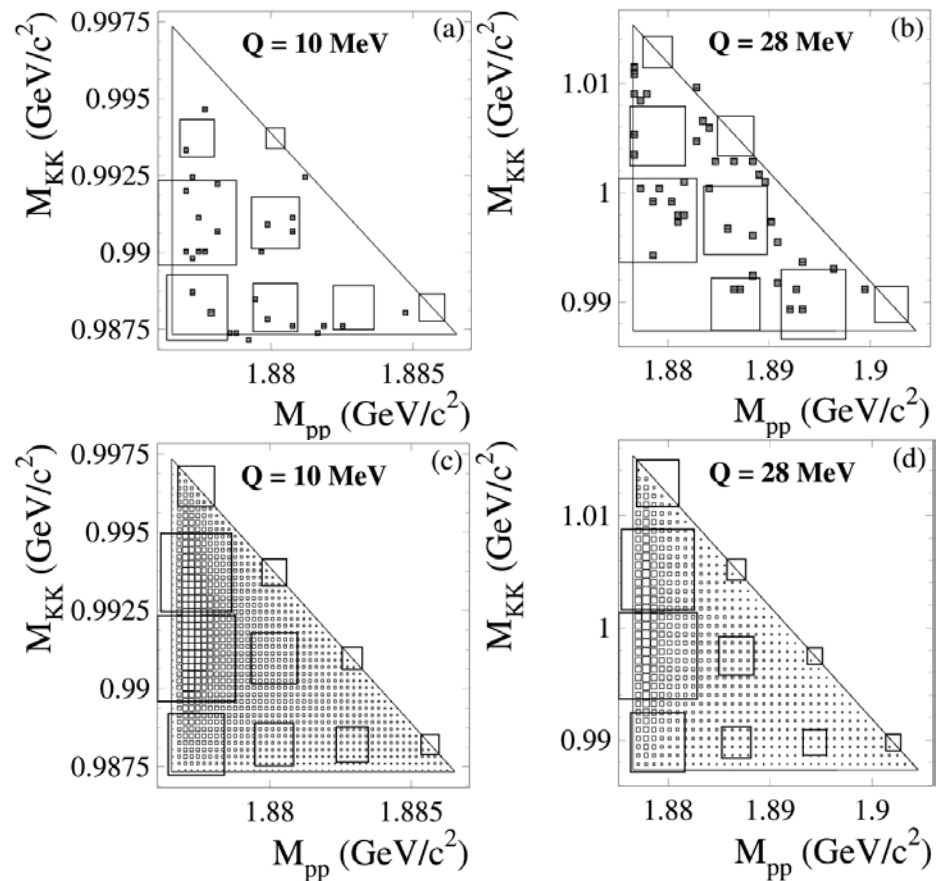 (a)
Q = 10 MeV
M_KK (GeV/c²)
0.9975
0.995
0.9925
0.99
0.9875
1.88
1.885
M_pp (GeV/c²)
(b)
Q = 28 MeV
M_KK (GeV/c²)
1.01
1
0.99
1.88
1.89
1.9
M_pp (GeV/c²)
(c)
Q = 10 MeV
M_KK (GeV/c²)
0.9975
0.995
0.9925
0.99
0.9875
1.88
1.885
M_pp (GeV/c²)
(d)
Q = 28 MeV
M_KK (GeV/c²)
1.01
1
0.99
1.88
1.89
1.9
M_pp (GeV/c²)